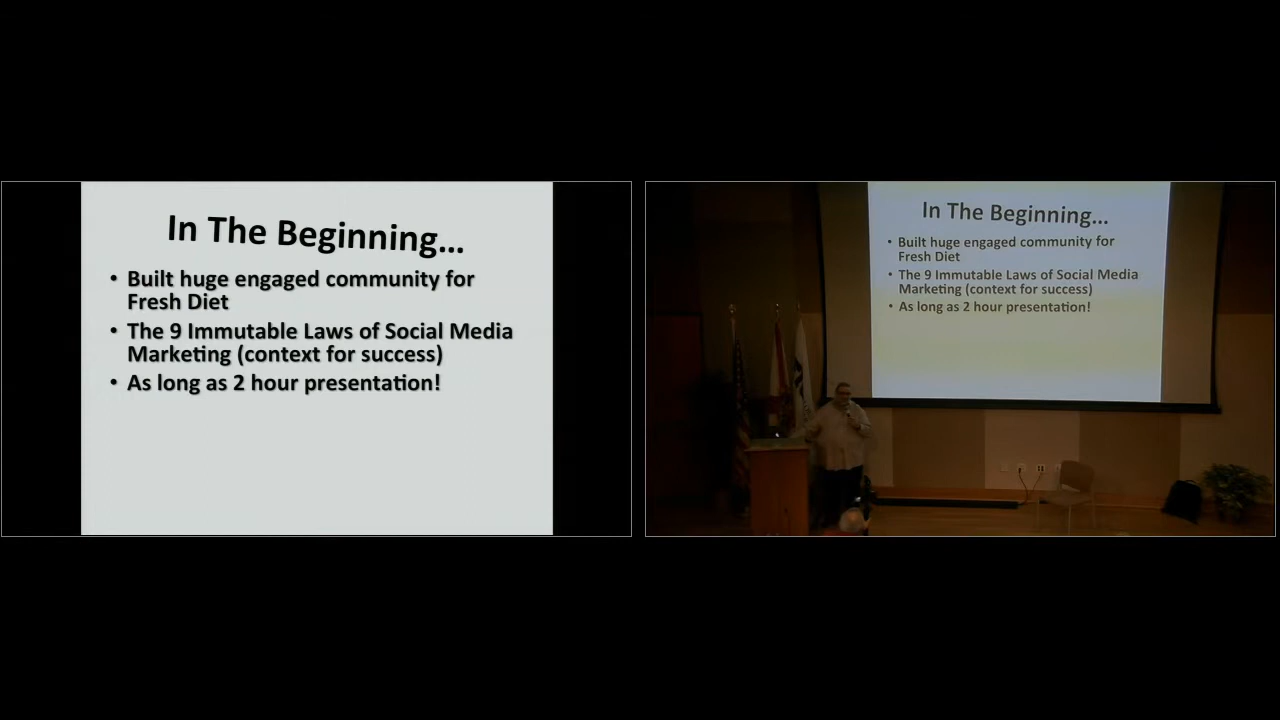 In The Beginning...
• Built huge engaged community for
Fresh Diet
• The 9 Immutable Laws of Social Media
Marketing (context for success)
• As long as 2 hour presentation!
In The Beginning...
• Built huge engaged community for
Fresh Diet
• The 9 Immutable Laws of Social Media
Marketing (context for success)
• As long as 2 hour presentation!